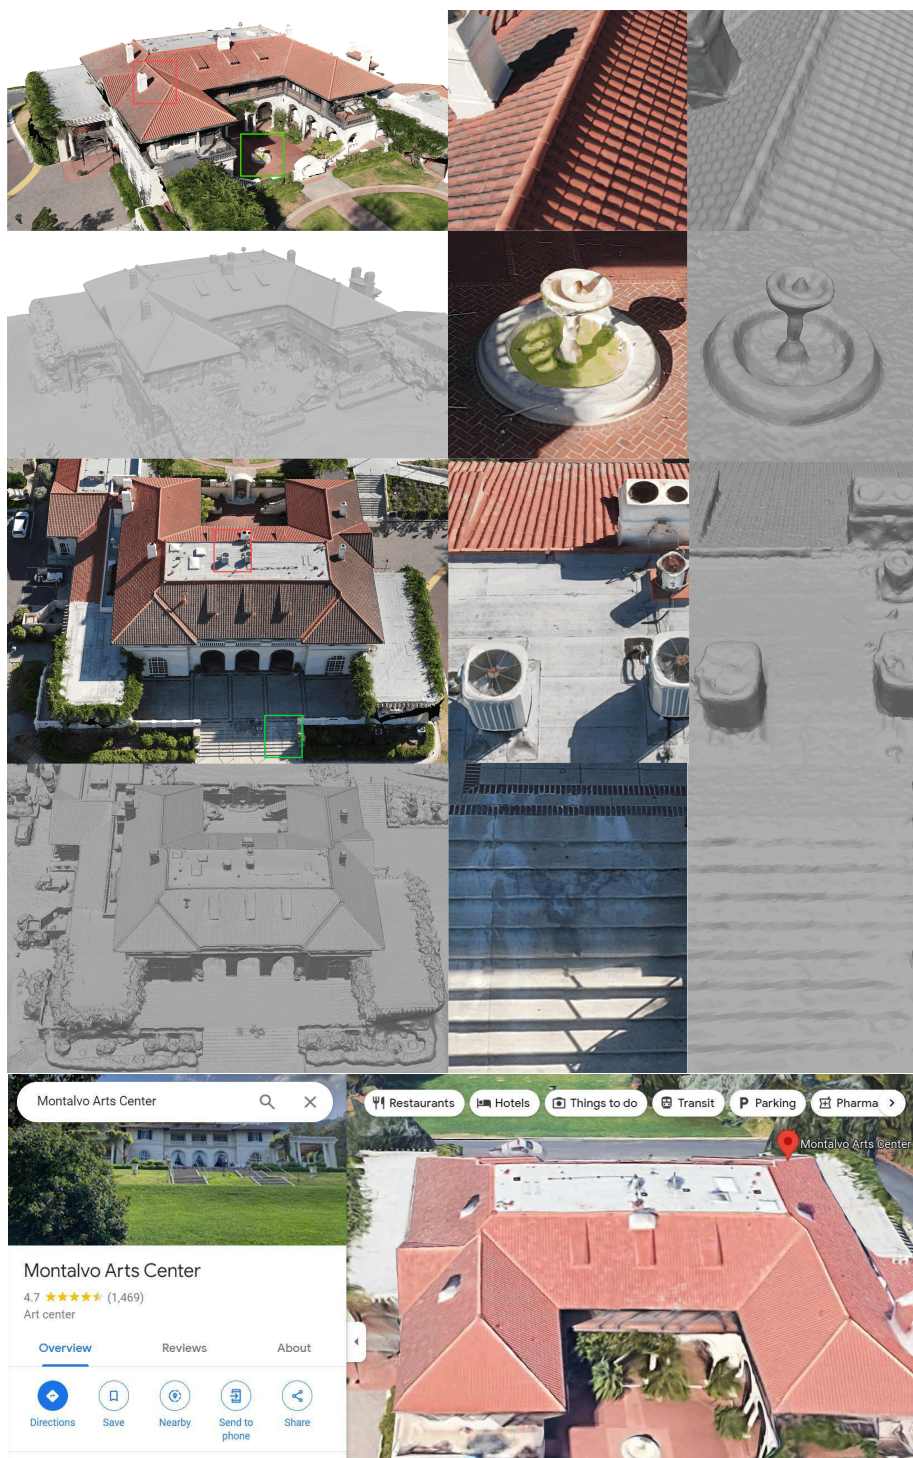 Montalvo Arts Center
Restaurants
Hotels
Things to do
Transit
Parking
Pharma
Montalvo Arts Center
Montalvo Arts Center
4.7 (1,469)
Art center
Overview Reviews About
Directions Save Nearby Send to phone Share